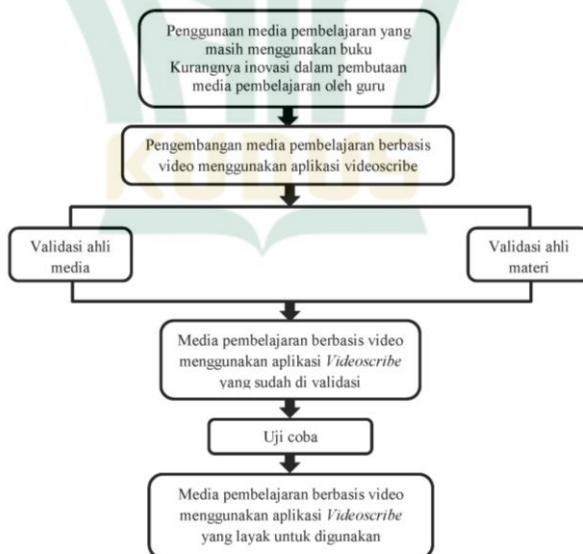 Penggunaan media pembelajaran yang
masih menggunakan buku
Kurangnya inovasi dalam pembutaan
media pembelajaran oleh guru
Pengembangan media pembelajaran berbasis
video menggunakan aplikasi videoscribe
KUDUS
Validasi ahli
media
Validasi ahli
materi
Media pembelajaran berbasis video
menggunakan aplikasi Videoscribe
yang sudah di validasi
Uji coba
Media pembelajaran berbasis video
menggunakan aplikasi Videoscribe
yang layak untuk digunakan